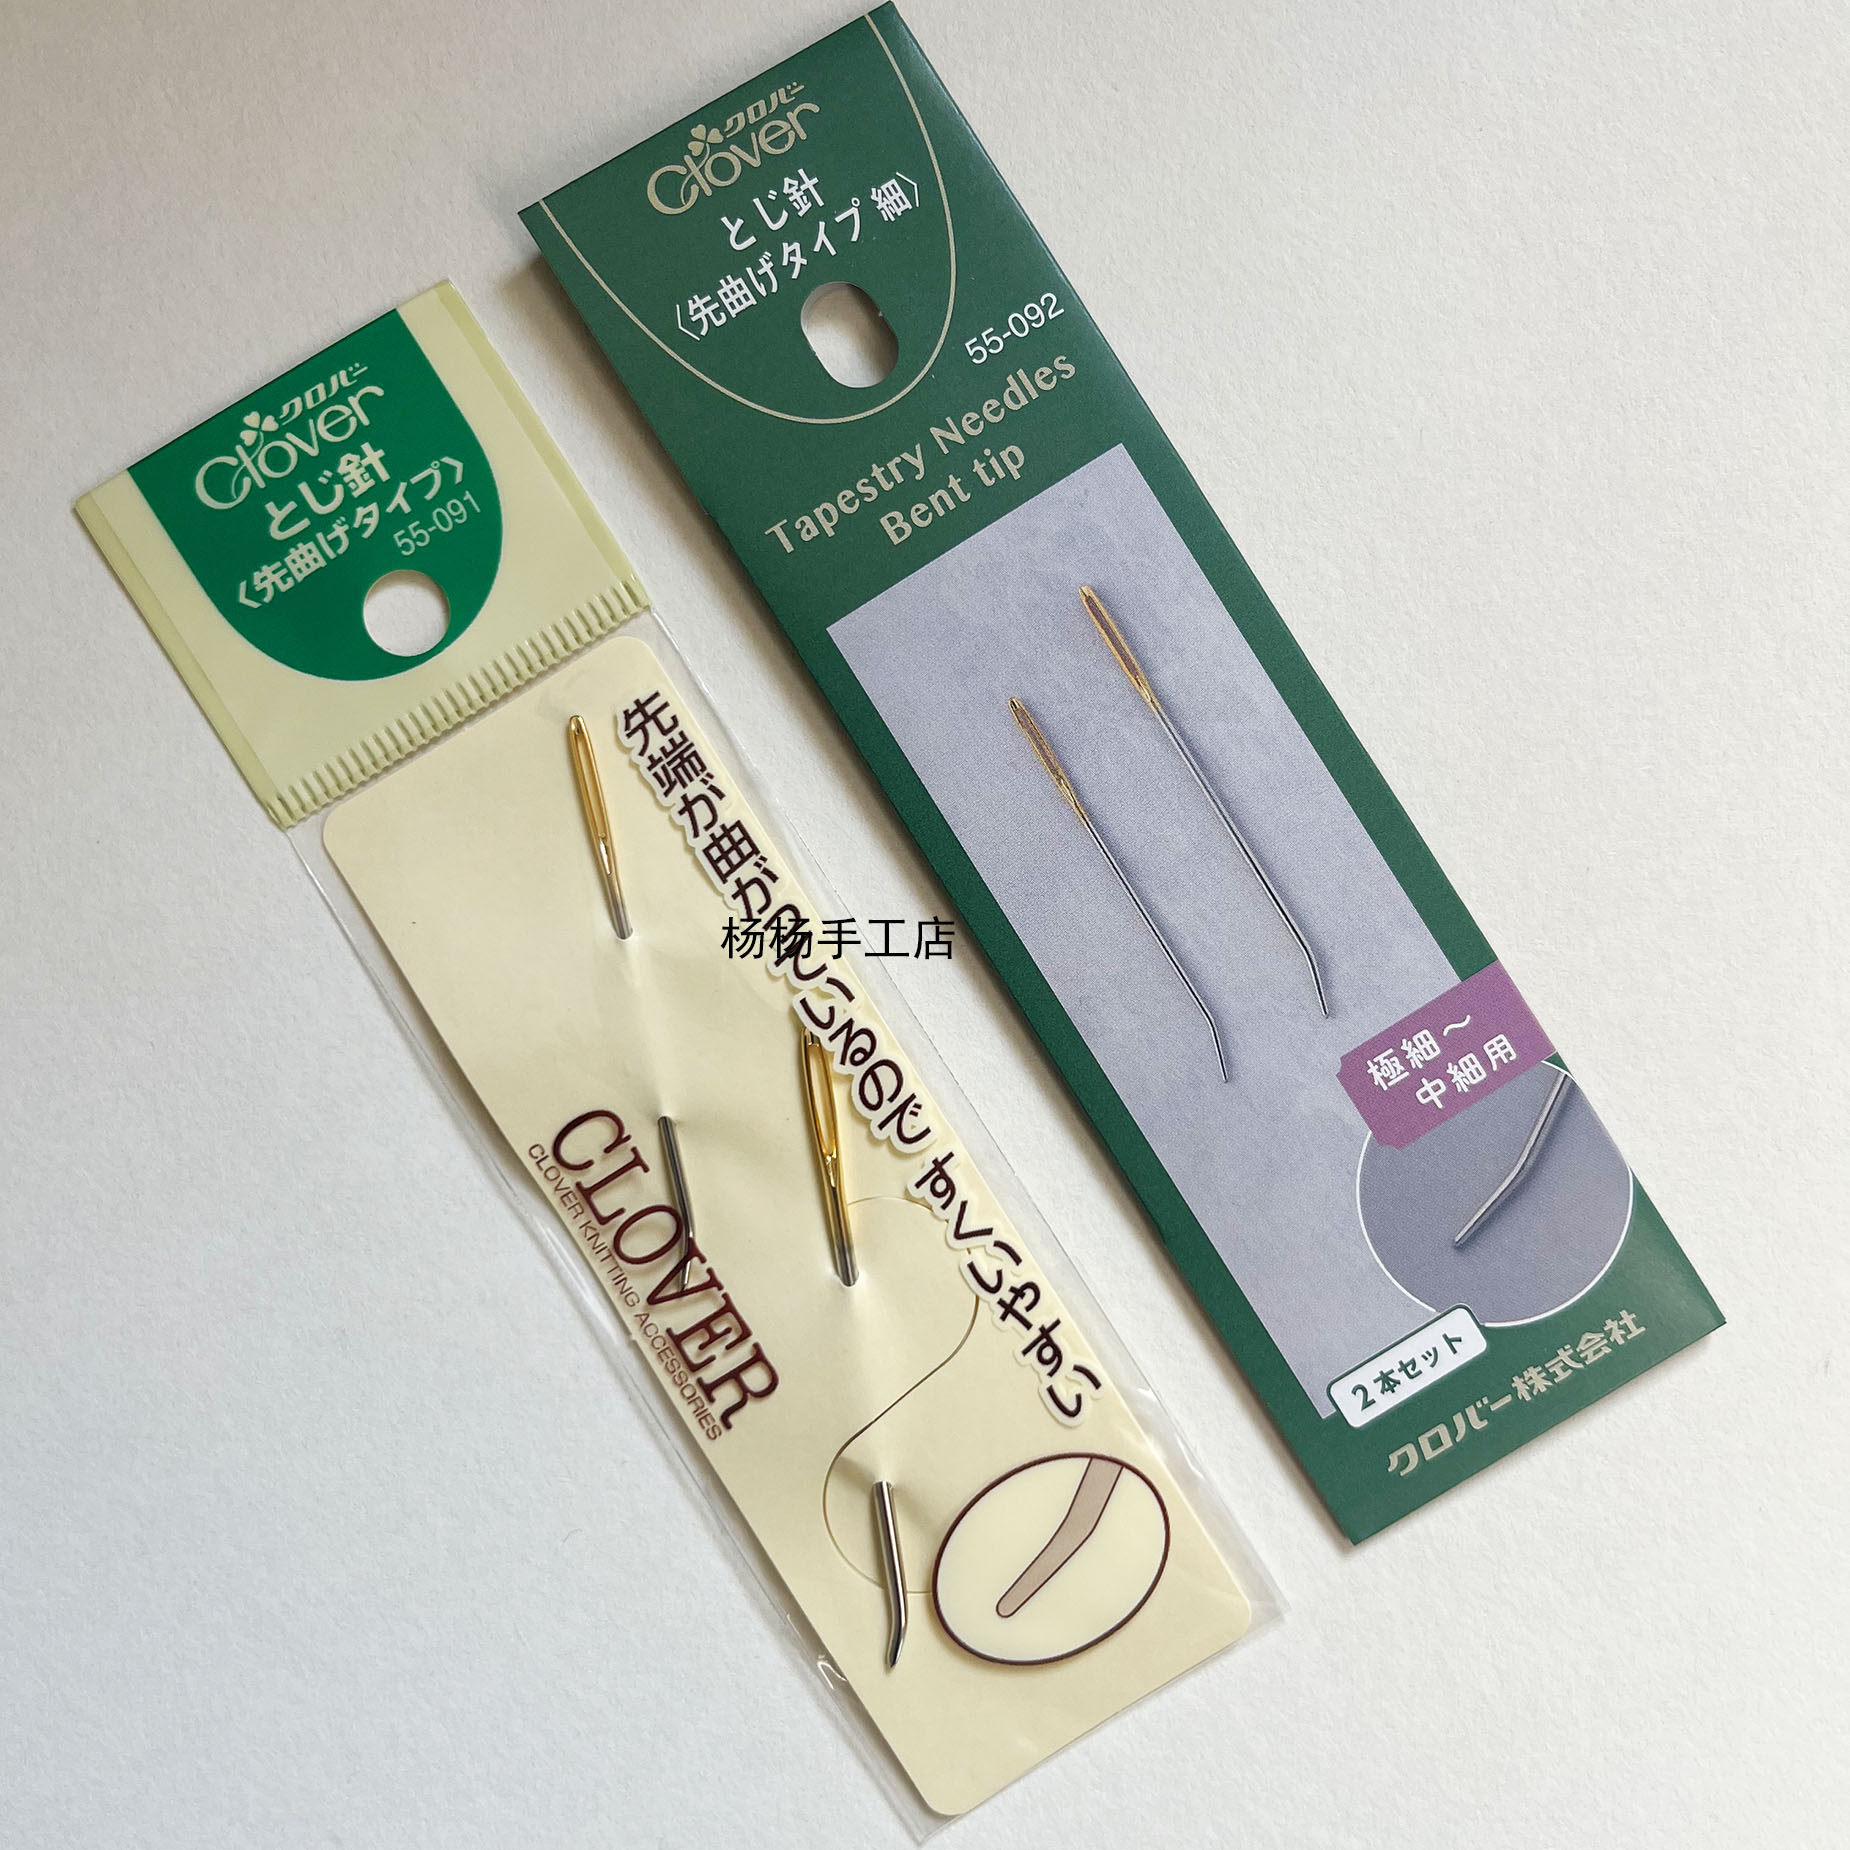 クロバー
Clover
とじ針
〈先曲げタイプ〉
55-091
先端が曲がっているので すくいやすい
CLOVER
CLOVER KNITTING ACCESSORIES
クロバー
Clover
とじ針
〈先曲げタイプ 細〉
55-092
Tapestry Needles
Bent tip
極細～
中細用
2本セット
クロバー株式会社
杨杨手工店